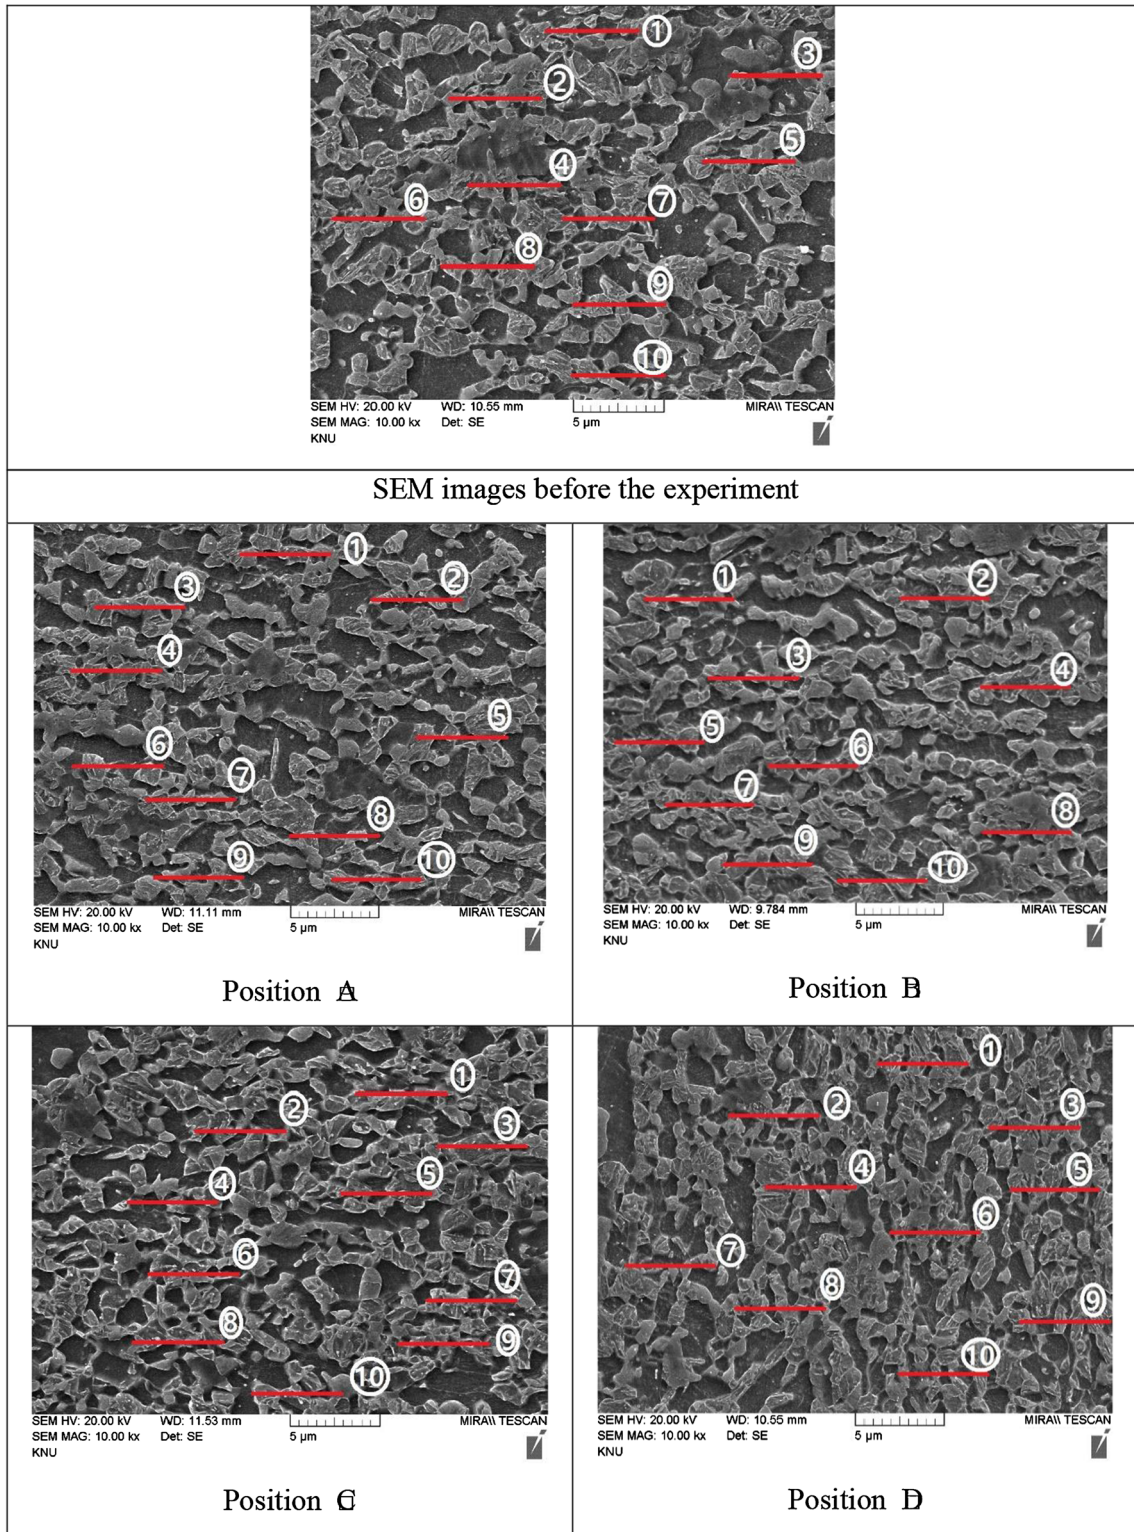 ①
③
②
⑤
④
⑥
⑦
⑧
⑨
⑩
SEM HV: 20.00 kV WD: 10.55 mm MIRA\\ TESCAN
SEM MAG: 10.00 kx Det: SE 5 µm
KNU
SEM images before the experiment
①
②
③
④
⑤
⑥
⑦
⑧
⑨
⑩
SEM HV: 20.00 kV WD: 11.11 mm MIRA\\ TESCAN
SEM MAG: 10.00 kx Det: SE 5 µm
KNU
Position A
①
②
③
④
⑤
⑥
⑦
⑧
⑨
⑩
SEM HV: 20.00 kV WD: 9.784 mm MIRA\\ TESCAN
SEM MAG: 10.00 kx Det: SE 5 µm
KNU
Position B
①
②
③
⑤
④
⑥
⑦
⑧
⑨
⑩
SEM HV: 20.00 kV WD: 11.53 mm MIRA\\ TESCAN
SEM MAG: 10.00 kx Det: SE 5 µm
KNU
Position C
①
②
③
④
⑤
⑥
⑦
⑧
⑨
⑩
SEM HV: 20.00 kV WD: 10.55 mm MIRA\\ TESCAN
SEM MAG: 10.00 kx Det: SE 5 µm
KNU
Position D